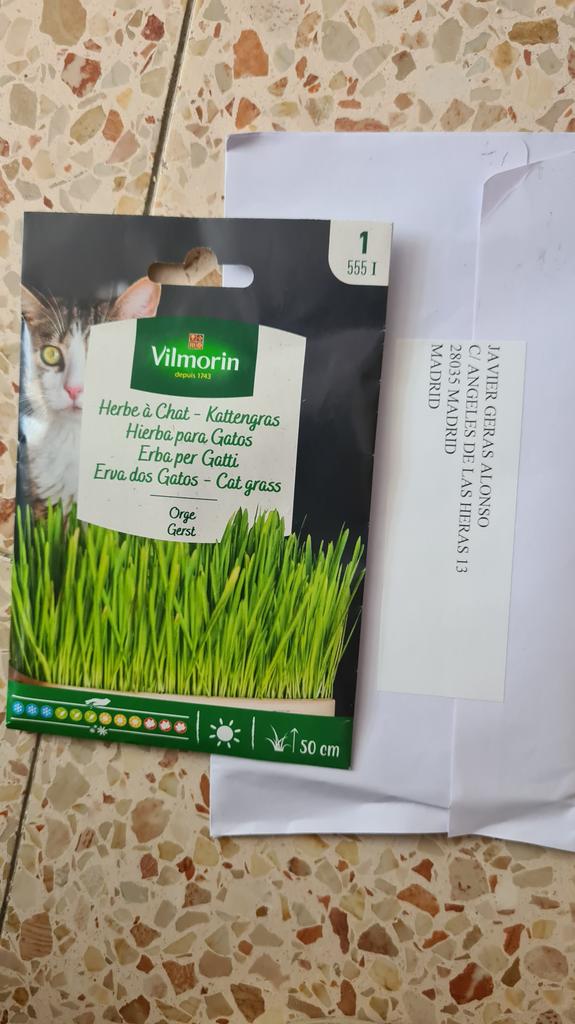 1
555 I
Vilmorin
depuis 1743
Herbe à Chat - Kattengras
Hierba para Gatos
Erba per Gatti
Erva dos Gatos - Cat grass
Orge
Gerst
50 cm
JAVIER GERAS ALONSO
C/ ANGELES DE LAS HERAS 13
28035 MADRID
MADRID